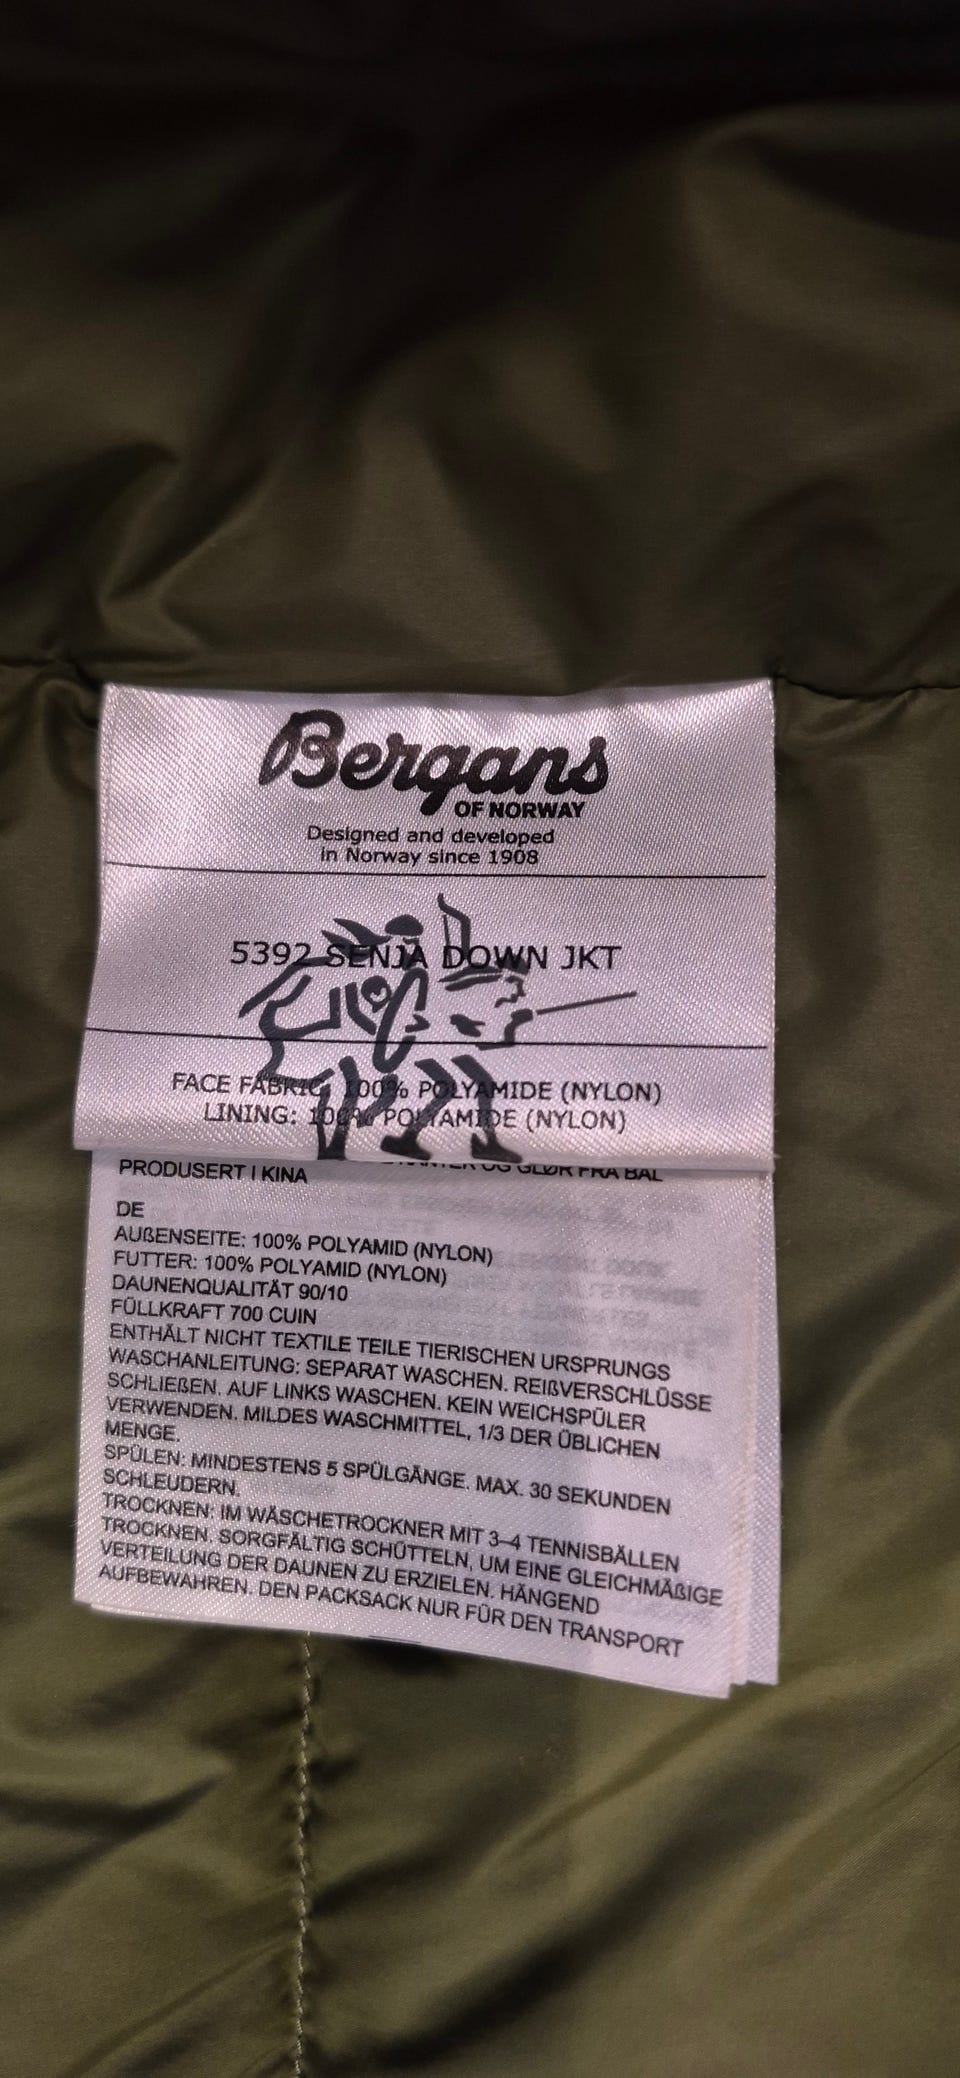 Bergans
OF NORWAY
Designed and developed
in Norway since 1908
5392 SENJA DOWN JKT
FACE FABRIC: 100% POLYAMIDE (NYLON)
LINING: 100% POLYAMIDE (NYLON)
OG GLØR FRA BÅL
PRODUSERT I KINA
DE
AUßENSEITE: 100% POLYAMID (NYLON)
FUTTER: 100% POLYAMID (NYLON)
DAUNENQUALITÄT 90/10
FÜLLKRAFT 700 CUIN
ENTHÄLT NICHT TEXTILE TEILE TIERISCHEN URSPRUNGS
WASCHANLEITUNG: SEPARAT WASCHEN. REIßVERSCHLÜSSE
SCHLIEßEN. AUF LINKS WASCHEN. KEIN WEICHSPÜLER
VERWENDEN. MILDES WASCHMITTEL, 1/3 DER ÜBLICHEN
MENGE.
SPÜLEN: MINDESTENS 5 SPÜLGÄNGE. MAX. 30 SEKUNDEN
SCHLEUDERN.
TROCKNEN: IM WÄSCHETROCKNER MIT 3–4 TENNISBÄLLEN
TROCKNEN. SORGFÄLTIG SCHÜTTELN, UM EINE GLEICHMÄßIGE
VERTEILUNG DER DAUNEN ZU ERZIELEN. HÄNGEND
AUFBEWAHREN. DEN PACKSACK NUR FÜR DEN TRANSPORT